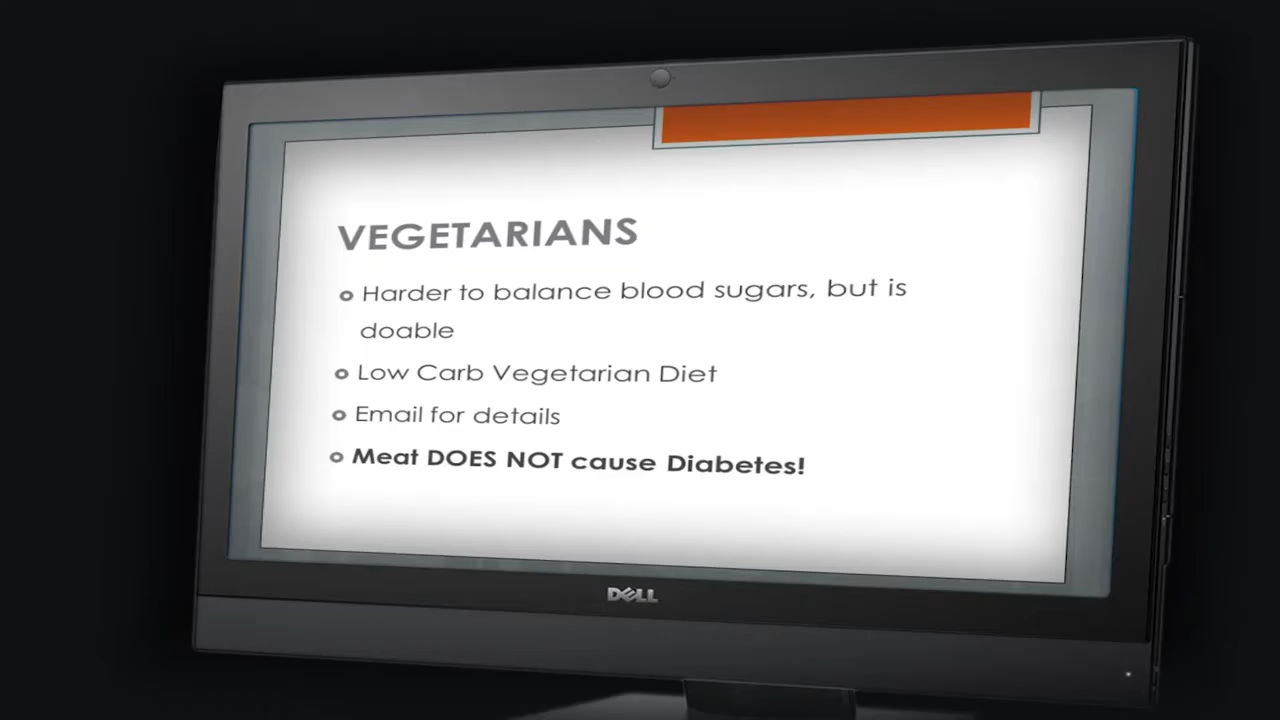 VEGETARIANS
Harder to balance blood sugars, but is
doable
Low Carb Vegetarian Diet
Email for details
Meat DOES NOT cause Diabetes!
DELL